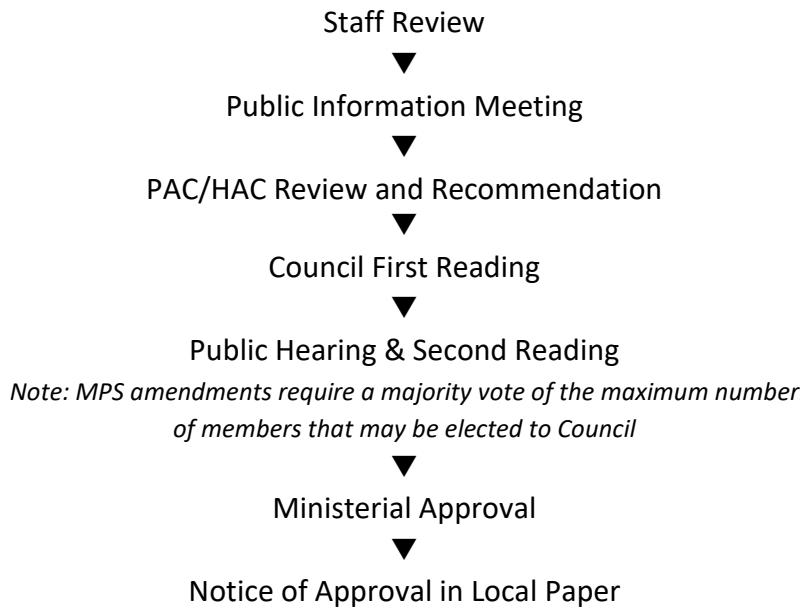 Staff Review
Public Information Meeting
PAC/HAC Review and Recommendation
Council First Reading
Public Hearing & Second Reading
Note: MPS amendments require a majority vote of the maximum number
of members that may be elected to Council
Ministerial Approval
Notice of Approval in Local Paper